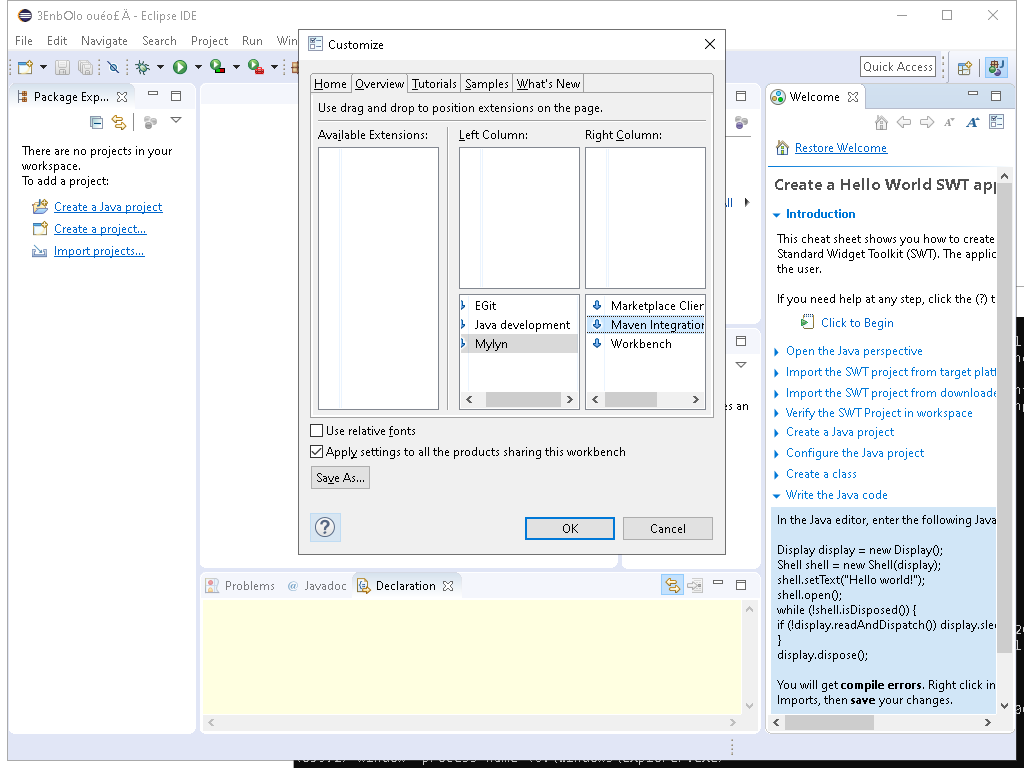 3EnbOlo ouéo£Ä - Eclipse IDE
File Edit Navigate Search Project Run Win
Quick Access
Package Exp...
There are no projects in your
workspace.
To add a project:
Create a Java project
Create a project...
Import projects...
Customize
Home Overview Tutorials Samples What's New
Use drag and drop to position extensions on the page.
Available Extensions: Left Column: Right Column:
EGit
Java development
Mylyn
Marketplace Clien
Maven Integration
Workbench
Use relative fonts
Apply settings to all the products sharing this workbench
Save As...
OK Cancel
Problems @ Javadoc Declaration
Welcome
Restore Welcome
Create a Hello World SWT app
Introduction
This cheat sheet shows you how to create
Standard Widget Toolkit (SWT). The applic
the user.
If you need help at any step, click the (?) t
Click to Begin
Open the Java perspective
Import the SWT project from target platf
Import the SWT project from downloade
Verify the SWT Project in workspace
Create a Java project
Configure the Java project
Create a class
Write the Java code
In the Java editor, enter the following Java
Display display = new Display();
Shell shell = new Shell(display);
shell.setText("Hello world!");
shell.open();
while (!shell.isDisposed()) {
if (!display.readAndDispatch()) display.slee
}
display.dispose();
You will get compile errors. Right click in
Imports, then save your changes.